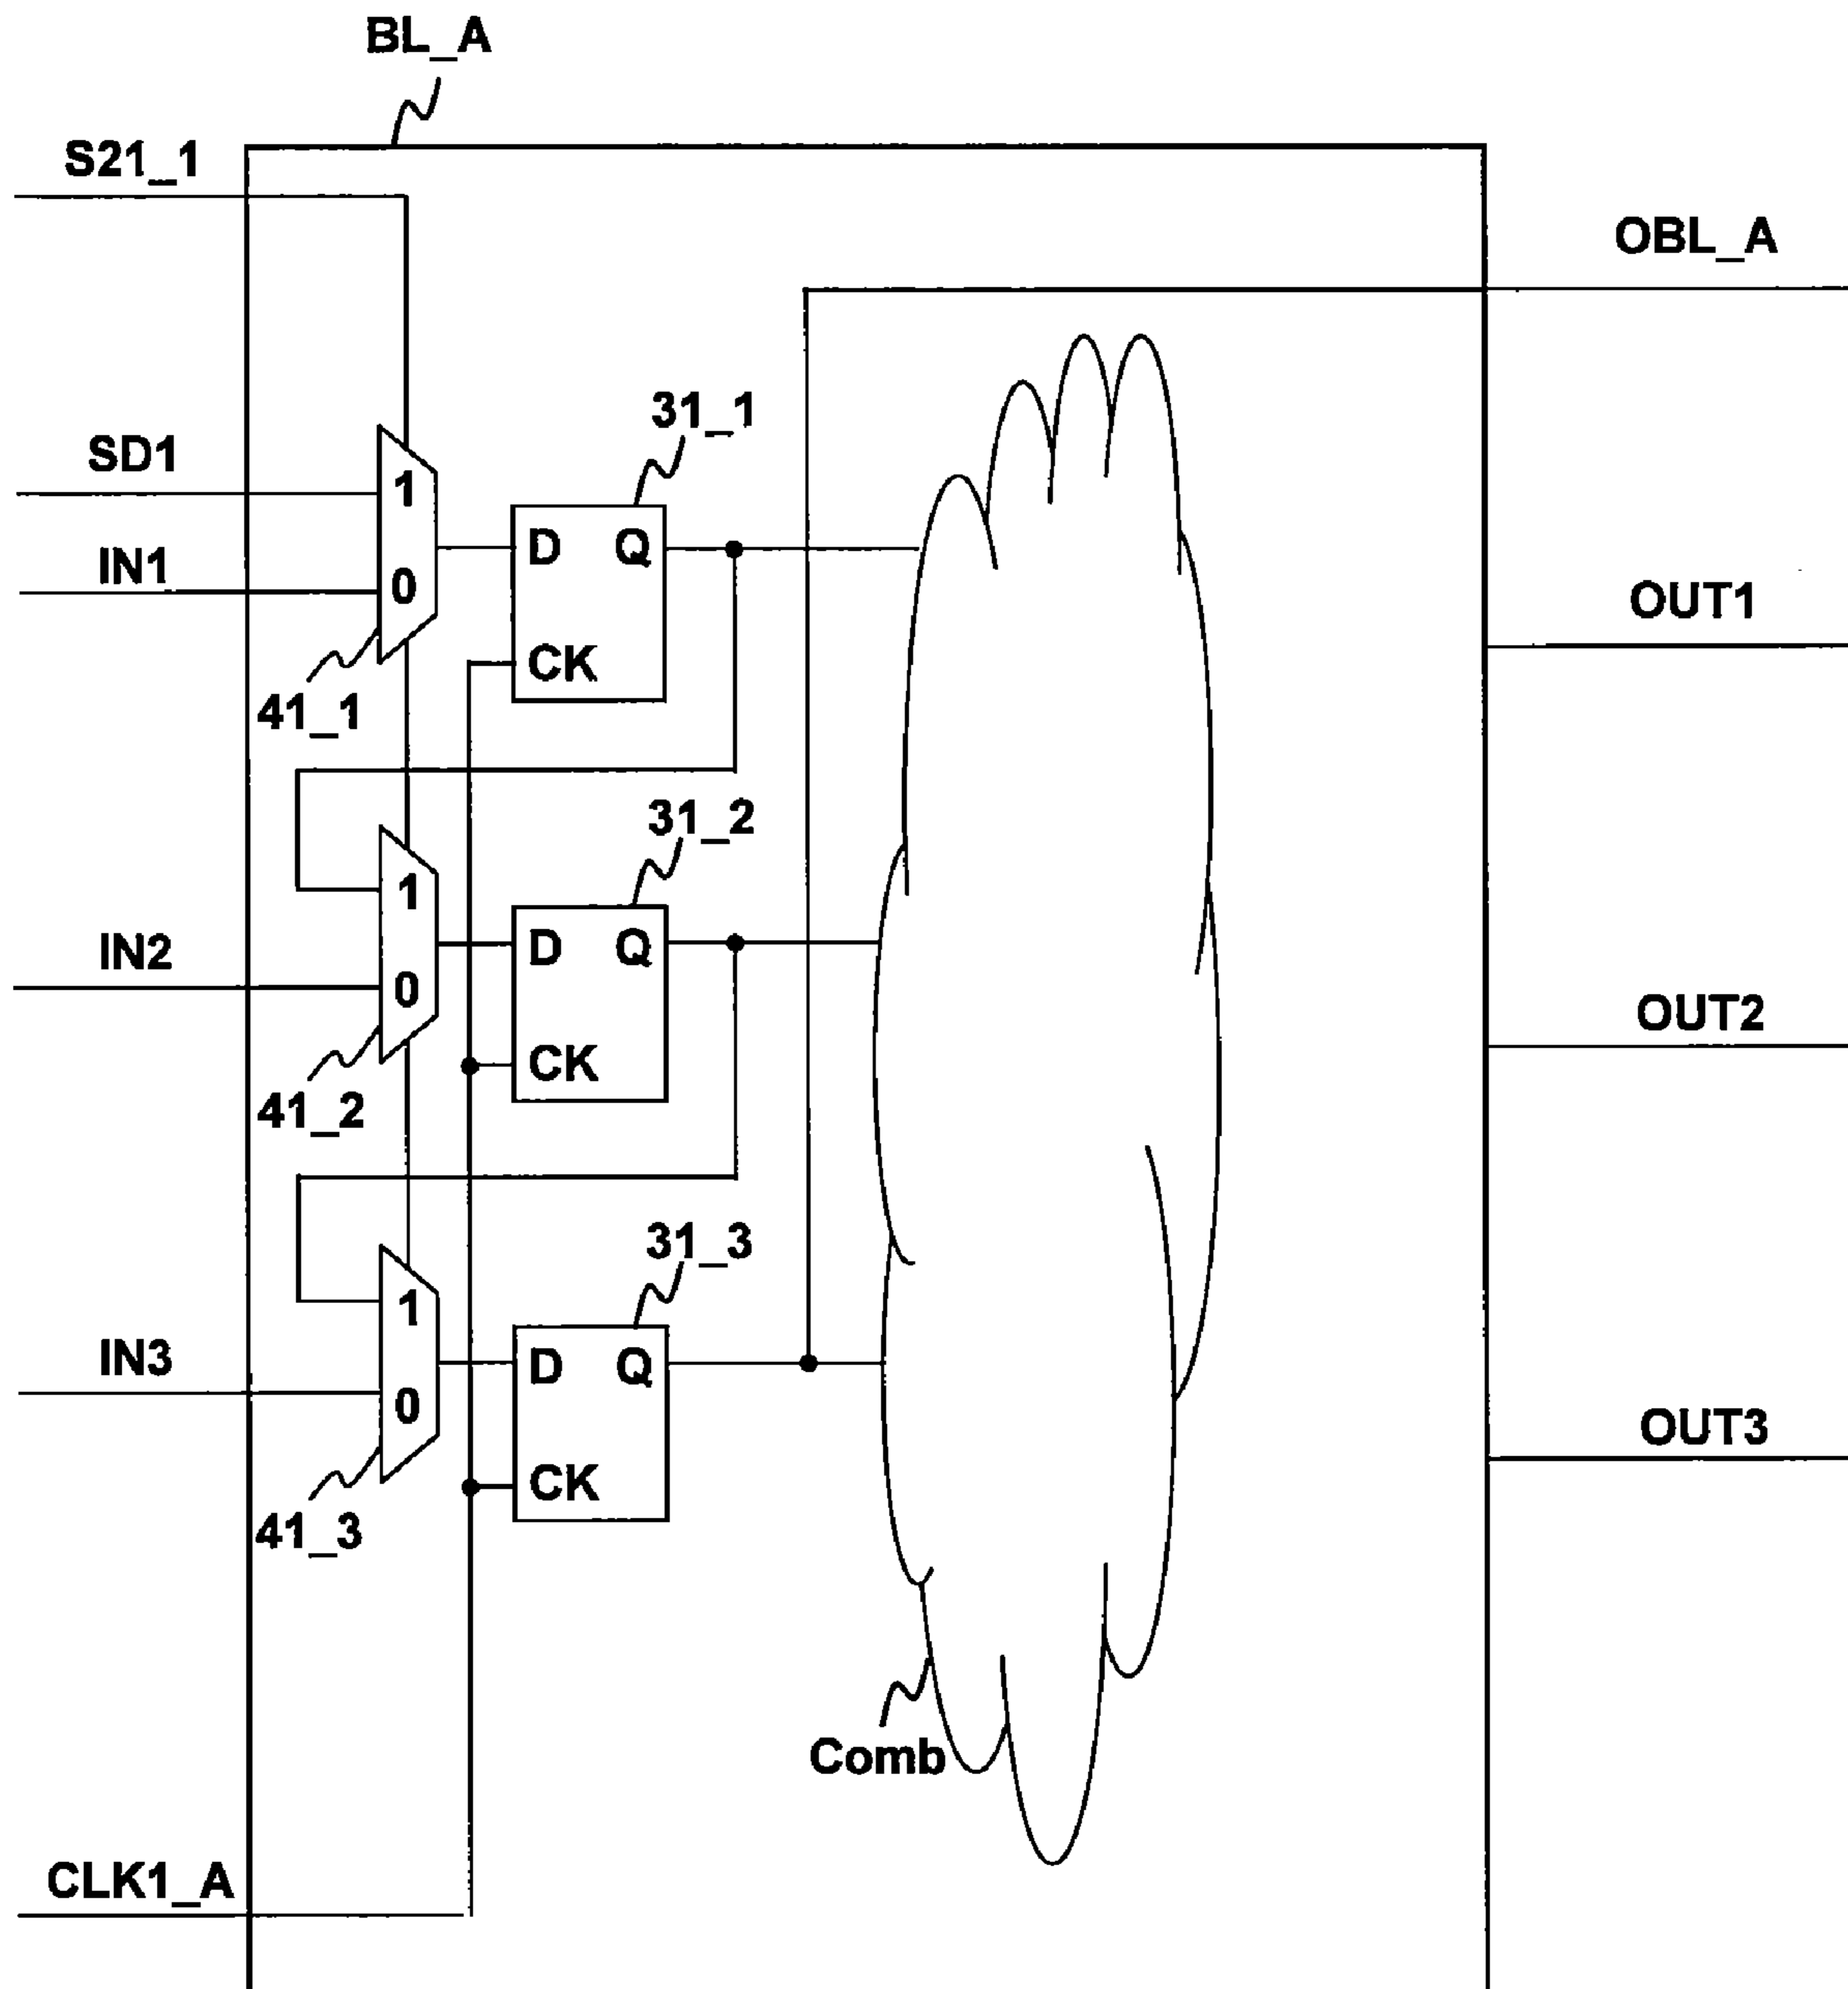 BL_A
S21_1
OBL_A
31_1
SD1
1
D Q
IN1
0
OUT1
CK
41_1
31_2
1
D Q
IN2
0
OUT2
CK
41_2
31_3
1
D Q
IN3
0
OUT3
CK
41_3
Comb
CLK1_A